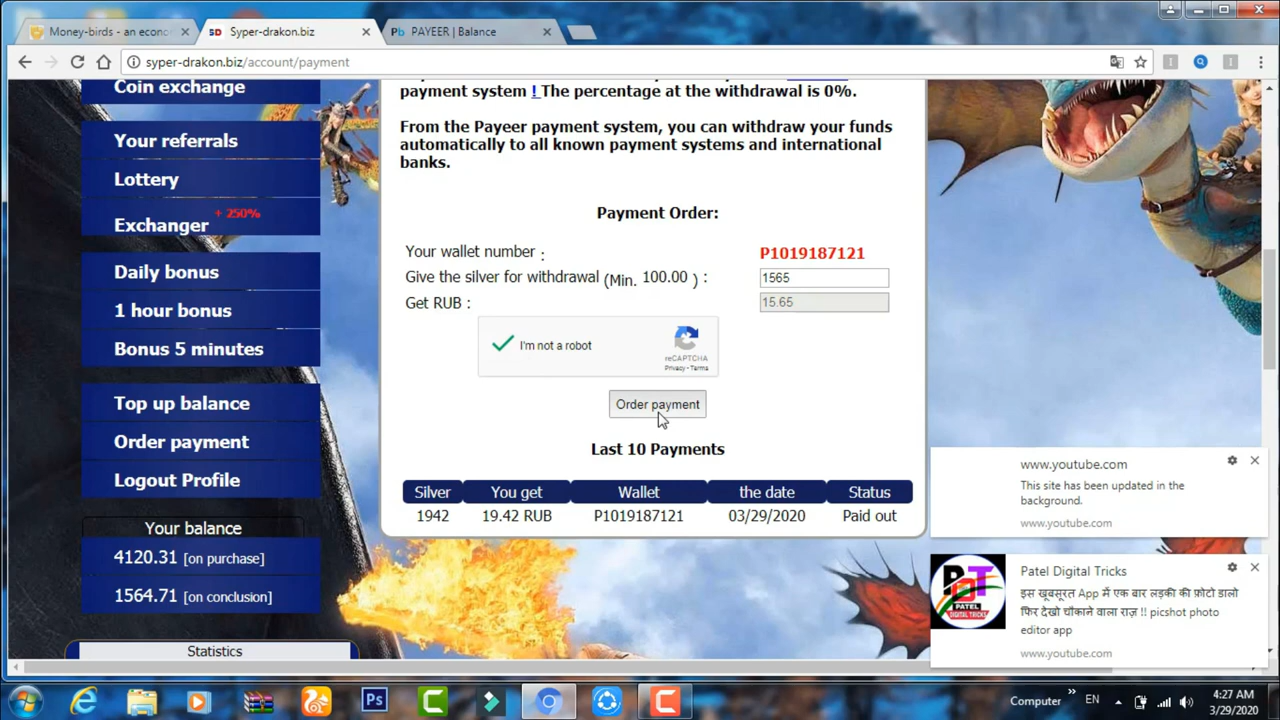 Money-birds - an econ
SD Syper-drakon.biz
Pb PAYEER | Balance
syper-drakon.biz/account/payment
Coin exchange
Your referrals
Lottery
Exchanger + 250%
Daily bonus
1 hour bonus
Bonus 5 minutes
Top up balance
Order payment
Logout Profile
Your balance
4120.31 [on purchase]
1564.71 [on conclusion]
Statistics
payment system ! The percentage at the withdrawal is 0%.
From the Payeer payment system, you can withdraw your funds
automatically to all known payment systems and international
banks.
Payment Order:
Your wallet number : P1019187121
Give the silver for withdrawal (Min. 100.00 ) : 1565
Get RUB : 15.65
I'm not a robot
reCAPTCHA
Privacy - Terms
Order payment
Last 10 Payments
Silver You get Wallet the date Status
1942 19.42 RUB P1019187121 03/29/2020 Paid out
www.youtube.com
This site has been updated in the
background.
www.youtube.com
Patel Digital Tricks
इस खूबसूरत App में एक बार लड़की की फ़ोटो डालो
फिर देखो चौकाने वाला राज़ !! picshot photo
editor app
www.youtube.com
PDT
PATEL
DIGITAL TRICKS
Ps
Computer
EN
4:27 AM
3/29/2020